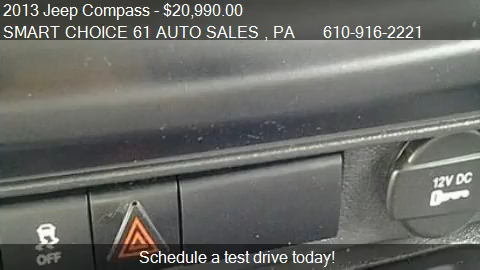 2013 Jeep Compass - $20,990.00
SMART CHOICE 61 AUTO SALES , PA 610-916-2221
12V DC
OFF
Schedule a test drive today!